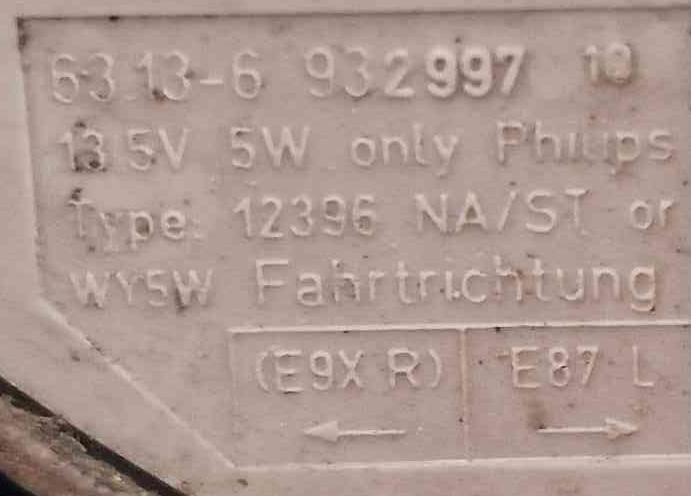 63.13-6 932997 10
13.5V 5W only Philips
Type: 12396 NA/ST or
WY5W Fahrtrichtung
(E9X R) E87 L